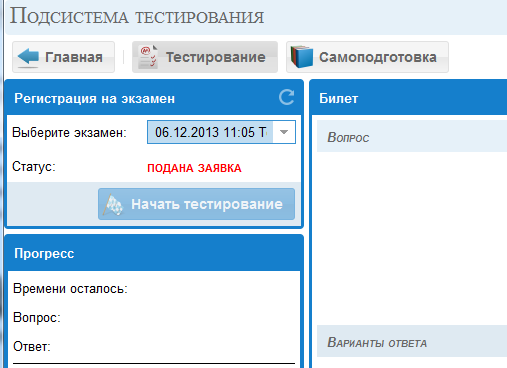 Подсистема тестирования
Главная
Тестирование
Самоподготовка
Регистрация на экзамен
Выберите экзамен: 06.12.2013 11:05 Т
Статус: ПОДАНА ЗАЯВКА
Начать тестирование
Прогресс
Времени осталось:
Вопрос:
Ответ:
Билет
Вопрос
Варианты ответа